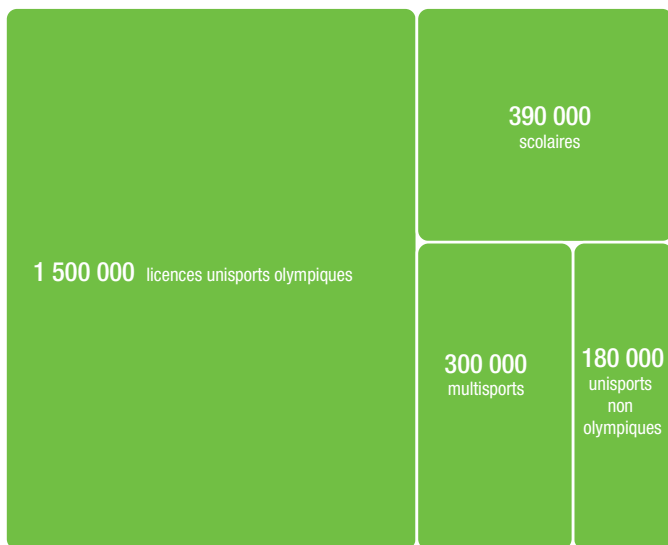 1 500 000 licences unisports olympiques
390 000
scolaires
300 000
multisports
180 000
unisports
non
olympiques